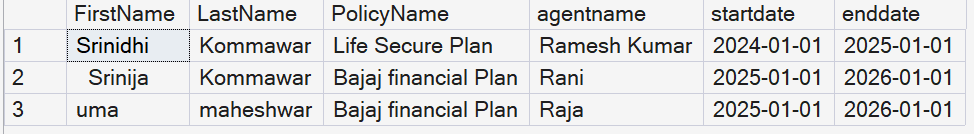 FirstName LastName PolicyName agentname startdate enddate
1 Srinidhi Kommawar Life Secure Plan Ramesh Kumar 2024-01-01 2025-01-01
2 Srinija Kommawar Bajaj financial Plan Rani 2025-01-01 2026-01-01
3 uma maheshwar Bajaj financial Plan Raja 2025-01-01 2026-01-01